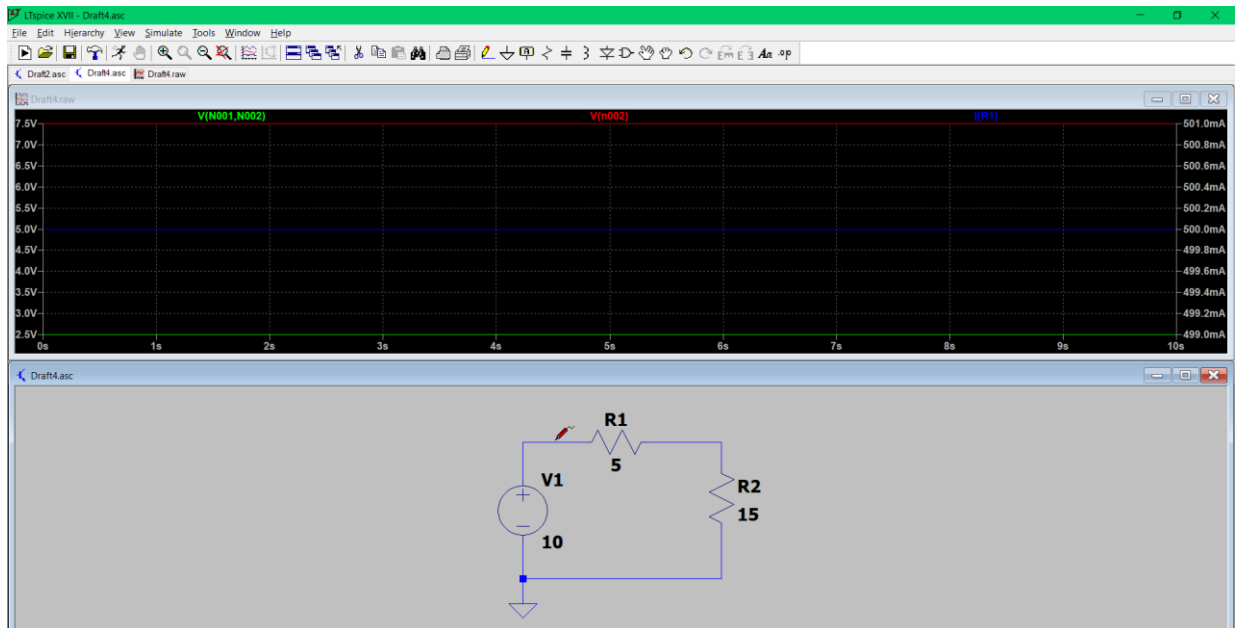 LTspice XVII - Draft4.asc
File Edit Hierarchy View Simulate Tools Window Help
Draft2.asc Draft4.asc Draft4.raw
Draft4.raw
V(N001,N002) V(n002) I(R1)
7.5V 501.0mA
7.0V 500.8mA
6.5V 500.6mA
6.0V 500.4mA
5.5V 500.2mA
5.0V 500.0mA
4.5V 499.8mA
4.0V 499.6mA
3.5V 499.4mA
3.0V 499.2mA
2.5V 499.0mA
0s 1s 2s 3s 4s 5s 6s 7s 8s 9s 10s
Draft4.asc
R1
5
V1
R2
15
10